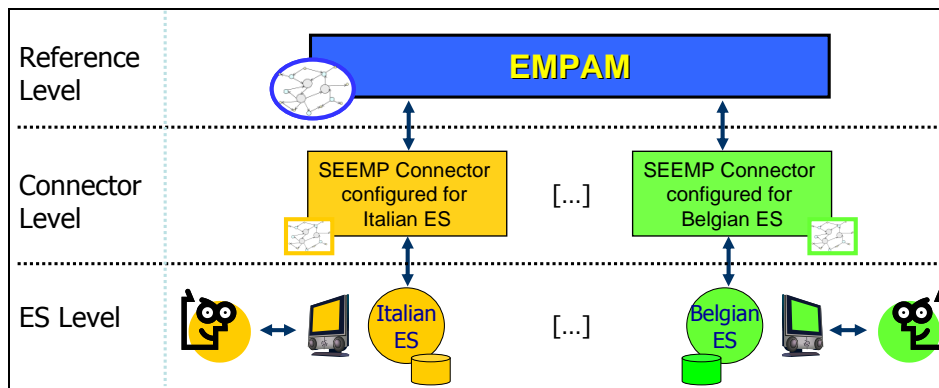 Reference
Level
EMPAM
Connector
Level
SEEMP Connector
configured for
Italian ES
[...]
SEEMP Connector
configured for
Belgian ES
ES Level
Italian
ES
[...]
Belgian
ES